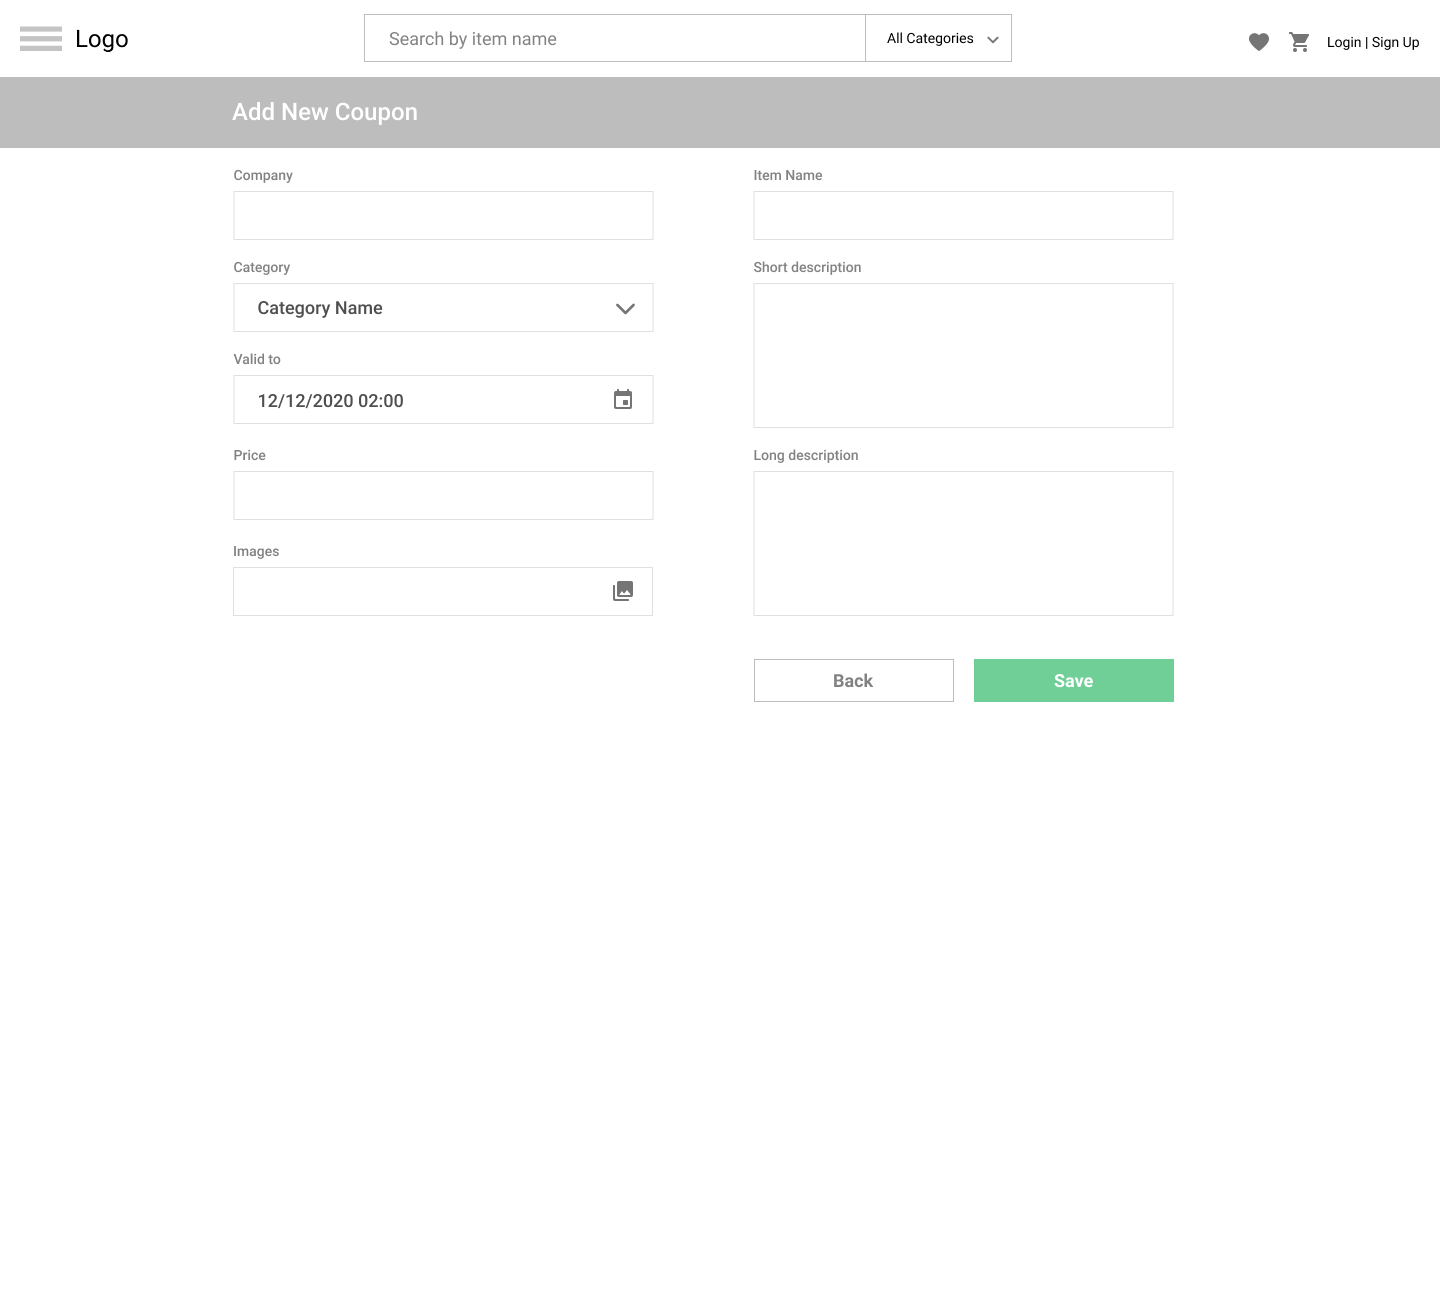 Logo
Search by item name
All Categories
Login | Sign Up
Add New Coupon
Company
Item Name
Category
Category Name
Short description
Valid to
12/12/2020 02:00
Price
Long description
Images
Back
Save